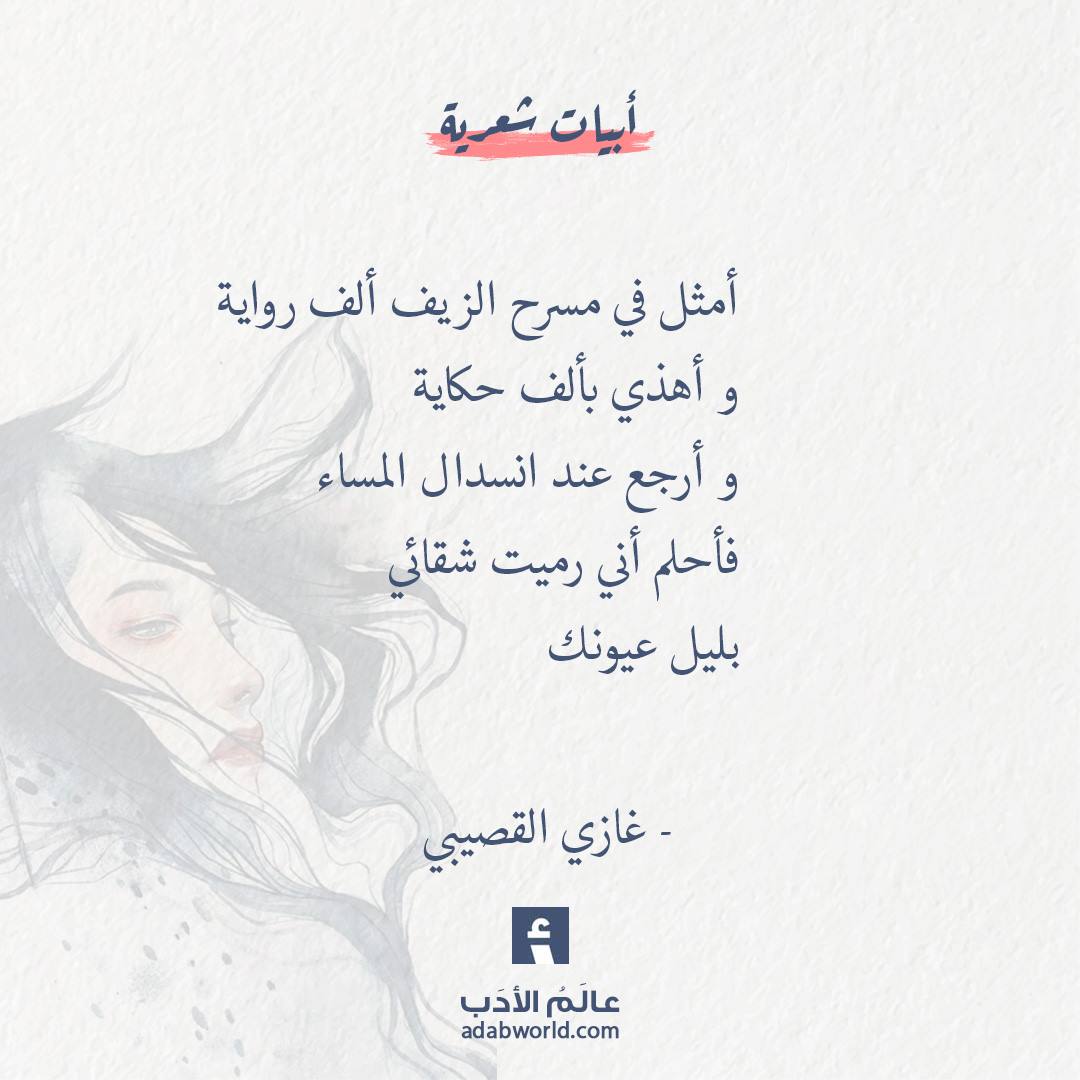 أبيات شعرية
أمثل في مسرح الزيف ألف رواية
و أهذي بألف حكاية
و أرجع عند انسدال المساء
فأحلم أني رميت شقائي
بليل عيونك
- غازي القصيبي
أ
عالَمُ الأدَب
adabworld.com